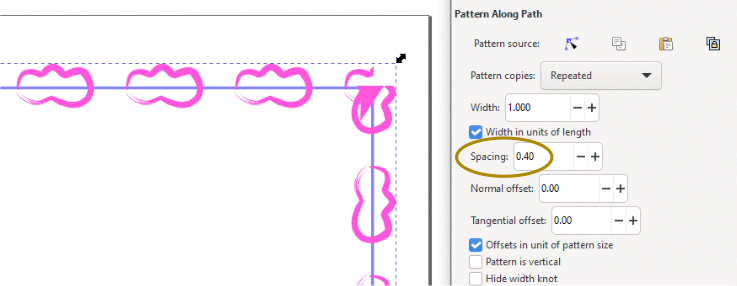 Pattern Along Path
Pattern source:
Pattern copies: Repeated
Width: 1.000
Width in units of length
Spacing: 0.40
Normal offset: 0.00
Tangential offset: 0.00
Offsets in unit of pattern size
Pattern is vertical
Hide width knot